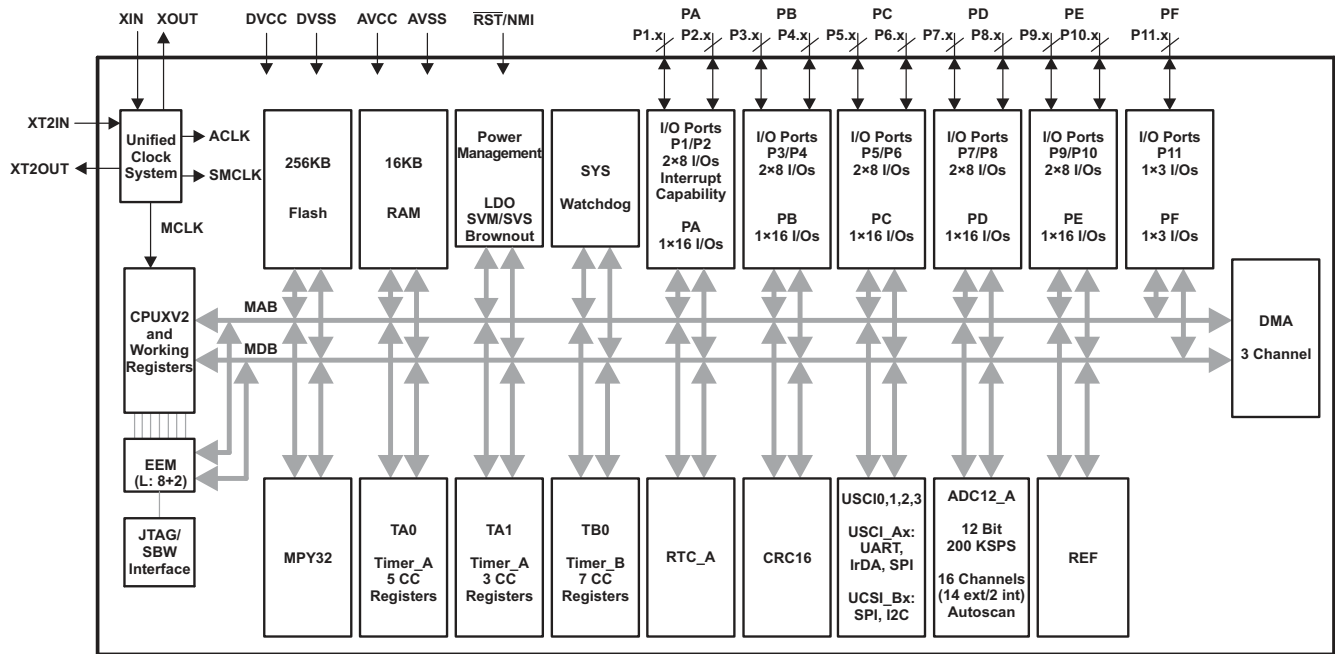 XIN
XOUT
DVCC
DVSS
AVCC
AVSS
RST/NMI
PA
P1.x
P2.x
PB
P3.x
P4.x
PC
P5.x
P6.x
PD
P7.x
P8.x
PE
P9.x
P10.x
PF
P11.x
XT2IN
XT2OUT
Unified
Clock
System
ACLK
SMCLK
MCLK
256KB
Flash
16KB
RAM
Power
Management
LDO
SVM/SVS
Brownout
SYS
Watchdog
I/O Ports
P1/P2
2×8 I/Os
Interrupt
Capability
PA
1×16 I/Os
I/O Ports
P3/P4
2×8 I/Os
PB
1×16 I/Os
I/O Ports
P5/P6
2×8 I/Os
PC
1×16 I/Os
I/O Ports
P7/P8
2×8 I/Os
PD
1×16 I/Os
I/O Ports
P9/P10
2×8 I/Os
PE
1×16 I/Os
I/O Ports
P11
1×3 I/Os
PF
1×3 I/Os
CPUXV2
and
Working
Registers
MAB
MDB
DMA
3 Channel
EEM
(L: 8+2)
JTAG/
SBW
Interface
MPY32
TA0
Timer_A
5 CC
Registers
TA1
Timer_A
3 CC
Registers
TB0
Timer_B
7 CC
Registers
RTC_A
CRC16
USCI0,1,2,3
USCI_Ax:
UART,
IrDA, SPI
UCSI_Bx:
SPI, I2C
ADC12_A
12 Bit
200 KSPS
16 Channels
(14 ext/2 int)
Autoscan
REF